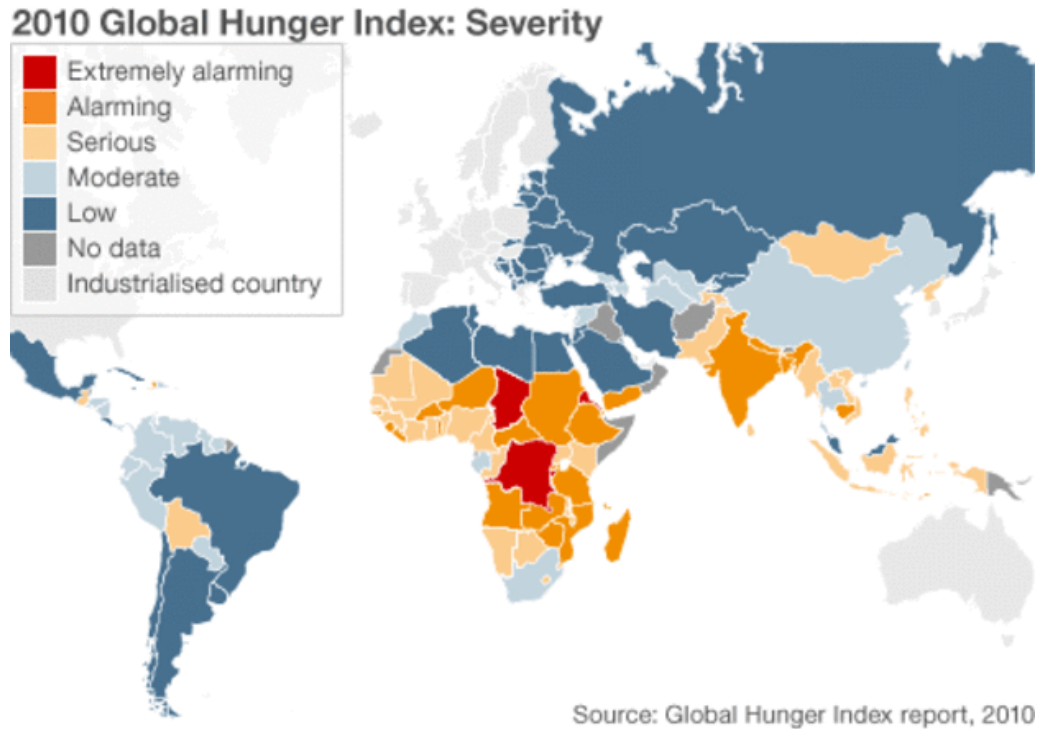 2010 Global Hunger Index: Severity
Extremely alarming
Alarming
Serious
Moderate
Low
No data
Industrialised country
Source: Global Hunger Index report, 2010